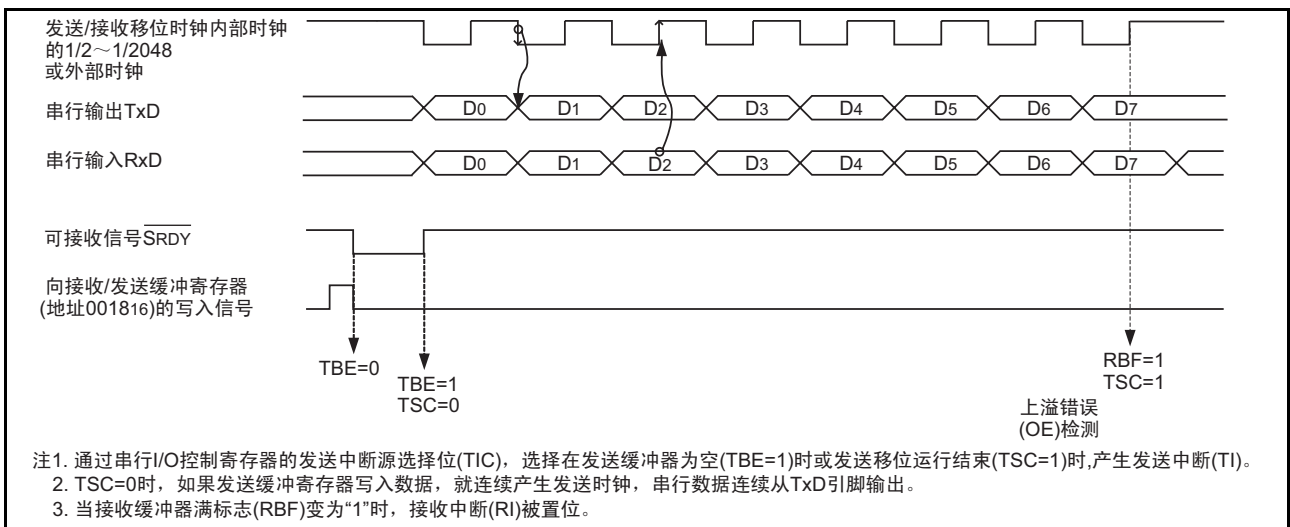 发送/接收移位时钟内部时钟
的1/2～1/2048
或外部时钟
串行输出TxD
D0 D1 D2 D3 D4 D5 D6 D7
串行输入RxD
D0 D1 D2 D3 D4 D5 D6 D7
可接收信号SRDY
向接收/发送缓冲寄存器
(地址001816)的写入信号
TBE=0
TBE=1
TSC=0
RBF=1
TSC=1
上溢错误
(OE)检测
注1. 通过串行I/O控制寄存器的发送中断源选择位(TIC)，选择在发送缓冲器为空(TBE=1)时或发送移位运行结束(TSC=1)时,产生发送中断(TI)。
2. TSC=0时，如果发送缓冲寄存器写入数据，就连续产生发送时钟，串行数据连续从TxD引脚输出。
3. 当接收缓冲器满标志(RBF)变为“1”时，接收中断(RI)被置位。